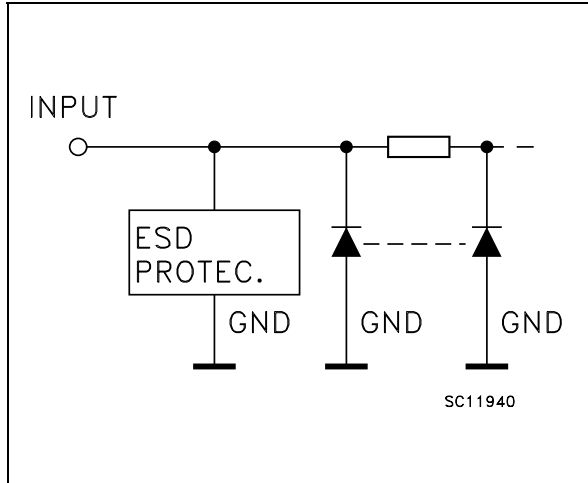 INPUT
ESD
PROTEC.
GND
GND
GND
SC11940